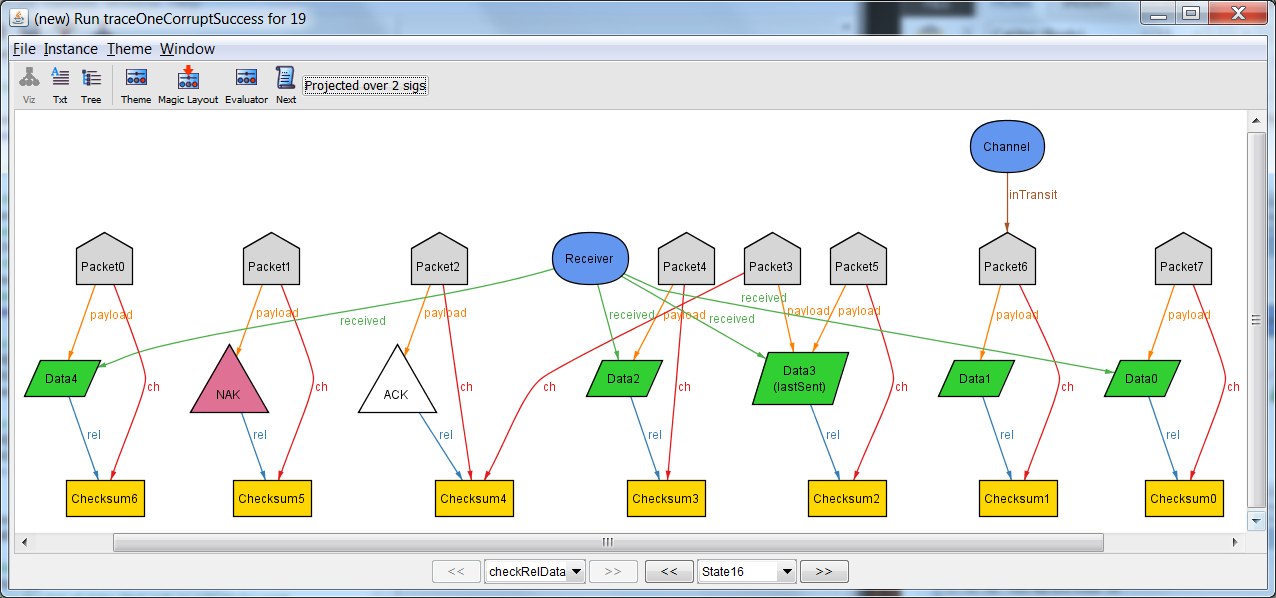 (new) Run traceOneCorruptSuccess for 19
File Instance Theme Window
Viz Txt Tree Theme Magic Layout Evaluator Next Projected over 2 sigs
Channel
inTransit
Packet0 Packet1 Packet2 Receiver Packet4 Packet3 Packet5 Packet6 Packet7
received
payload payload payload received payload received payload payload payload payload
received
Data4 NAK ACK Data2 Data3 Data1 Data0
(lastSent)
ch ch ch ch ch ch ch ch
rel rel rel rel rel rel rel
Checksum6 Checksum5 Checksum4 Checksum3 Checksum2 Checksum1 Checksum0
<< checkRelData >> << State16 >>